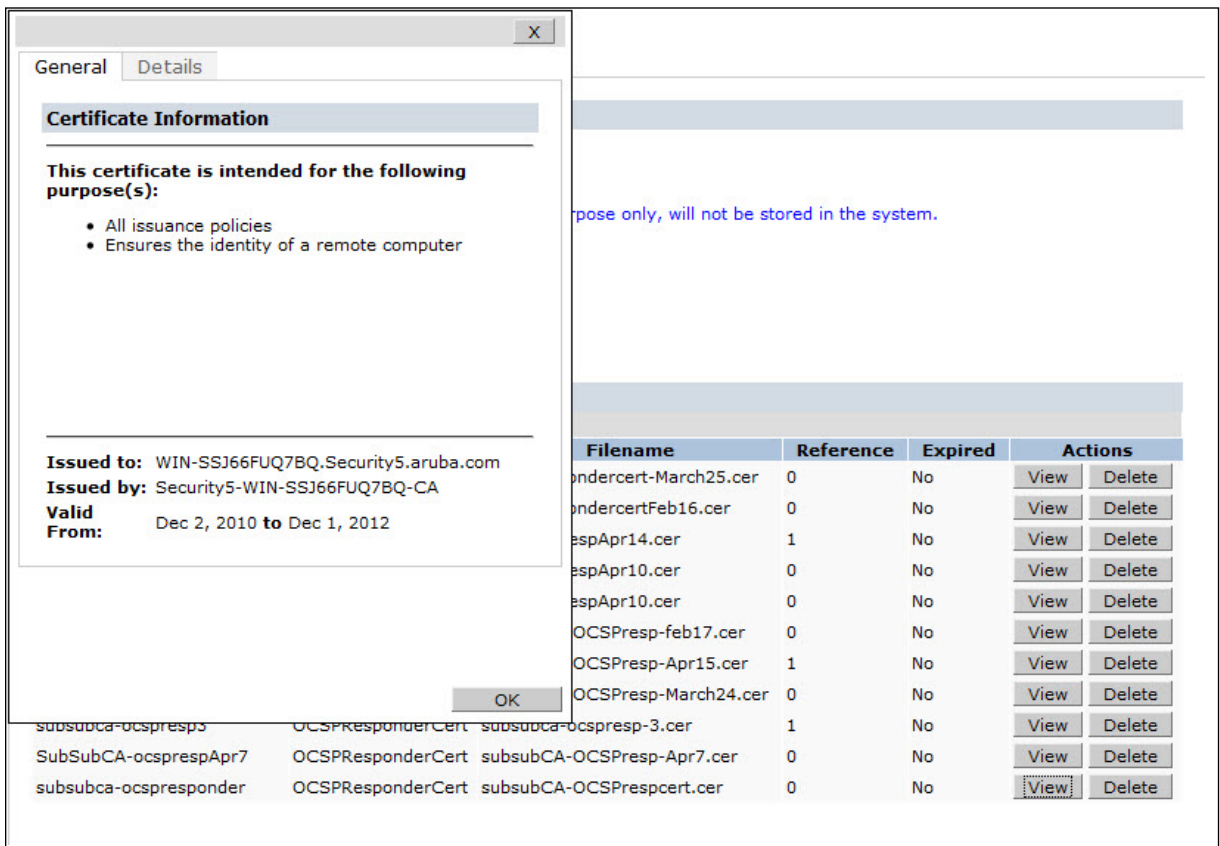 X
General Details
Certificate Information
This certificate is intended for the following
purpose(s):
• All issuance policies
• Ensures the identity of a remote computer
Issued to: WIN-SSJ66FUQ7BQ.Security5.aruba.com
Issued by: Security5-WIN-SSJ66FUQ7BQ-CA
Valid
From: Dec 2, 2010 to Dec 1, 2012
OK
rpose only, will not be stored in the system.
Filename Reference Expired Actions
ondercert-March25.cer 0 No View Delete
ondercertFeb16.cer 0 No View Delete
espApr14.cer 1 No View Delete
espApr10.cer 0 No View Delete
espApr10.cer 0 No View Delete
OCSPresp-feb17.cer 0 No View Delete
OCSPresp-Apr15.cer 1 No View Delete
OCSPresp-March24.cer 0 No View Delete
subsubca-ocspresp3 OCSPResponderCert subsubca-ocspresp-3.cer 1 No View Delete
SubSubCA-ocsprespApr7 OCSPResponderCert subsubCA-OCSPresp-Apr7.cer 0 No View Delete
subsubca-ocspresponder OCSPResponderCert subsubCA-OCSPrespcert.cer 0 No View Delete